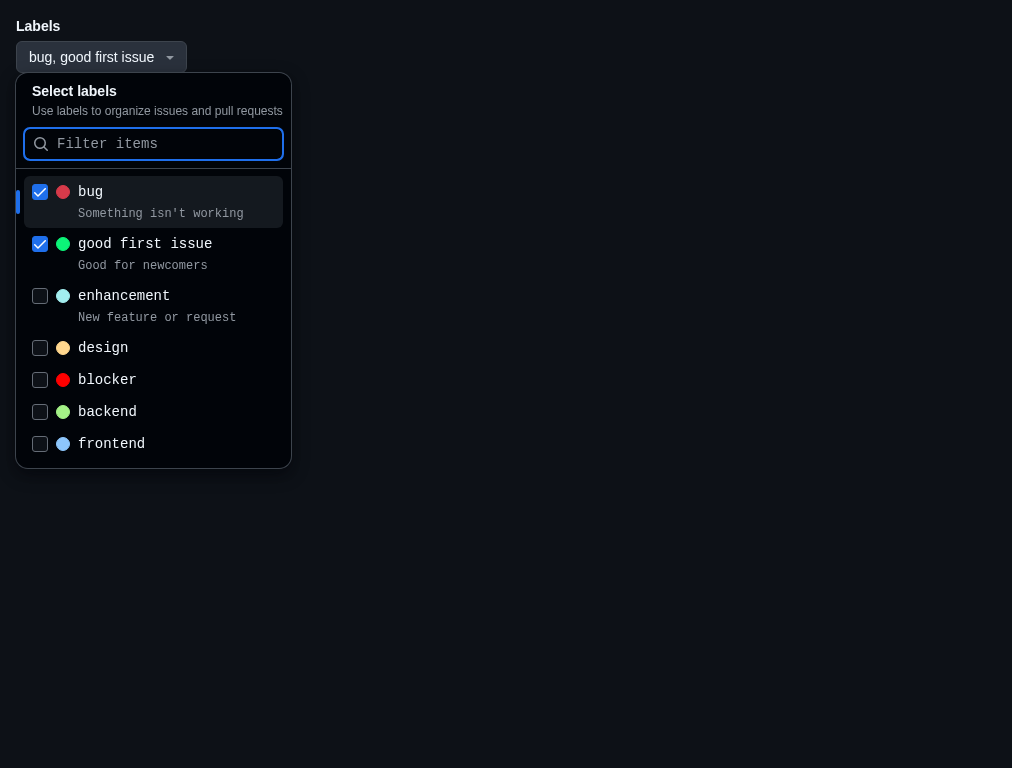 Labels
bug, good first issue
Select labels
Use labels to organize issues and pull requests
Filter items
bug
Something isn't working
good first issue
Good for newcomers
enhancement
New feature or request
design
blocker
backend
frontend